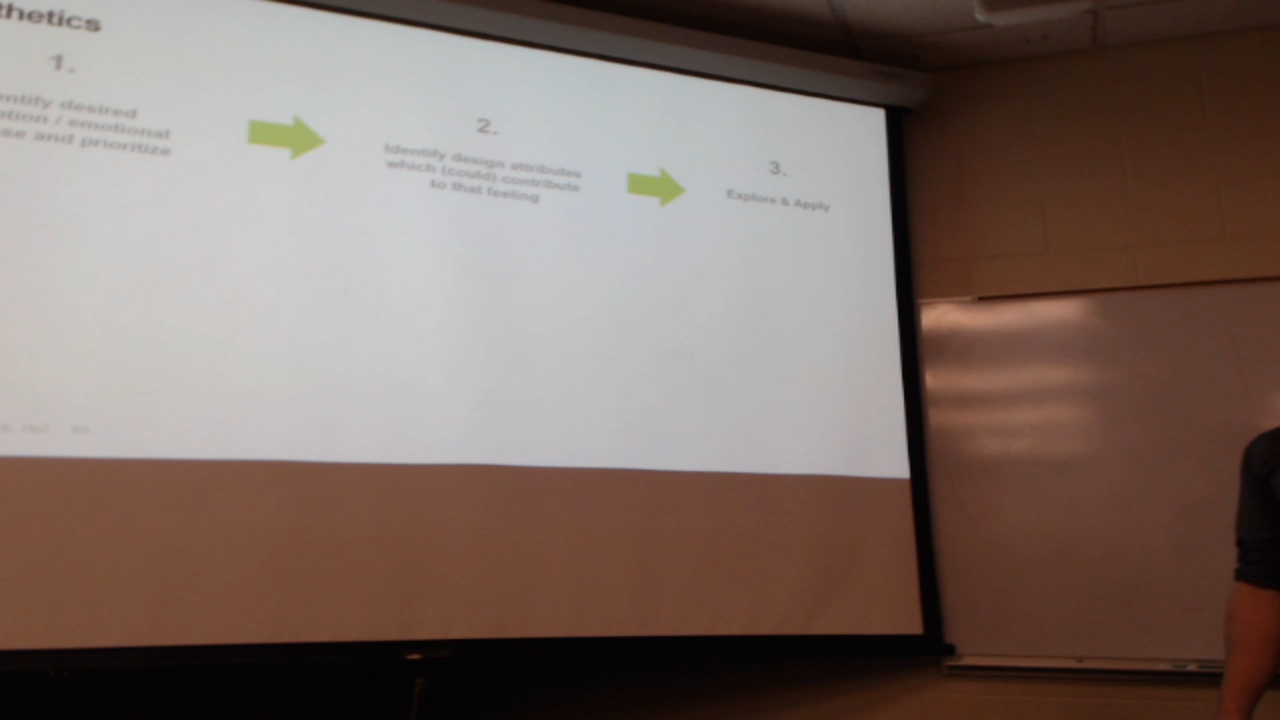 thetics
1.
entify desired
otion / emotional
se and prioritize
2.
Identify design attributes
which (could) contribute
to that feeling
3.
Explore & Apply